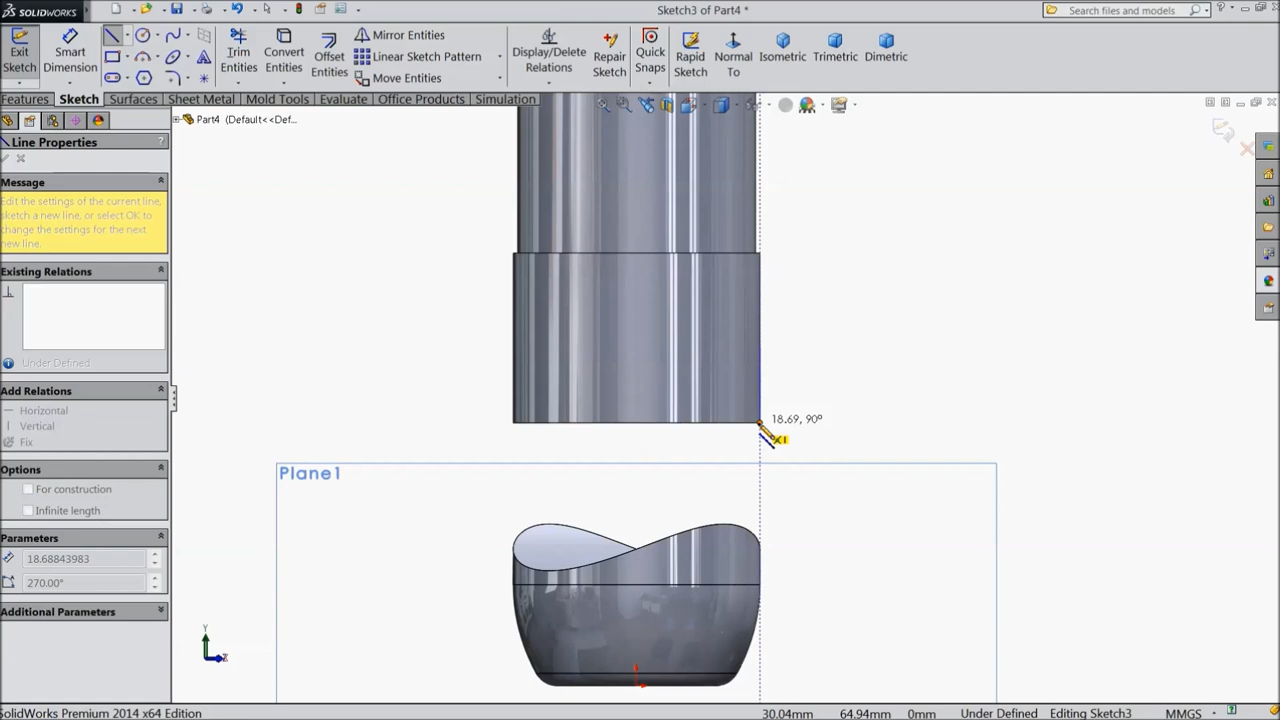 SOLIDWORKS
Sketch3 of Part4 *
Search files and models
Exit Sketch
Smart Dimension
Trim Entities
Convert Entities
Offset Entities
Mirror Entities
Linear Sketch Pattern
Move Entities
Display/Delete Relations
Repair Sketch
Quick Snaps
Rapid Sketch
Normal To
Isometric
Trimetric
Dimetric
Features
Sketch
Surfaces
Sheet Metal
Mold Tools
Evaluate
Office Products
Simulation
Part4 (Default<<Def...
Line Properties
?
Message
Edit the settings of the current line,
sketch a new line, or select OK to
change the settings for the next
new line.
Existing Relations
Under Defined
Add Relations
Horizontal
Vertical
Fix
Options
For construction
Infinite length
Parameters
18.68843983
270.00°
Additional Parameters
18.69, 90°
Plane1
Y
Z
SolidWorks Premium 2014 x64 Edition
30.04mm
64.94mm
0mm
Under Defined
Editing Sketch3
MMGS